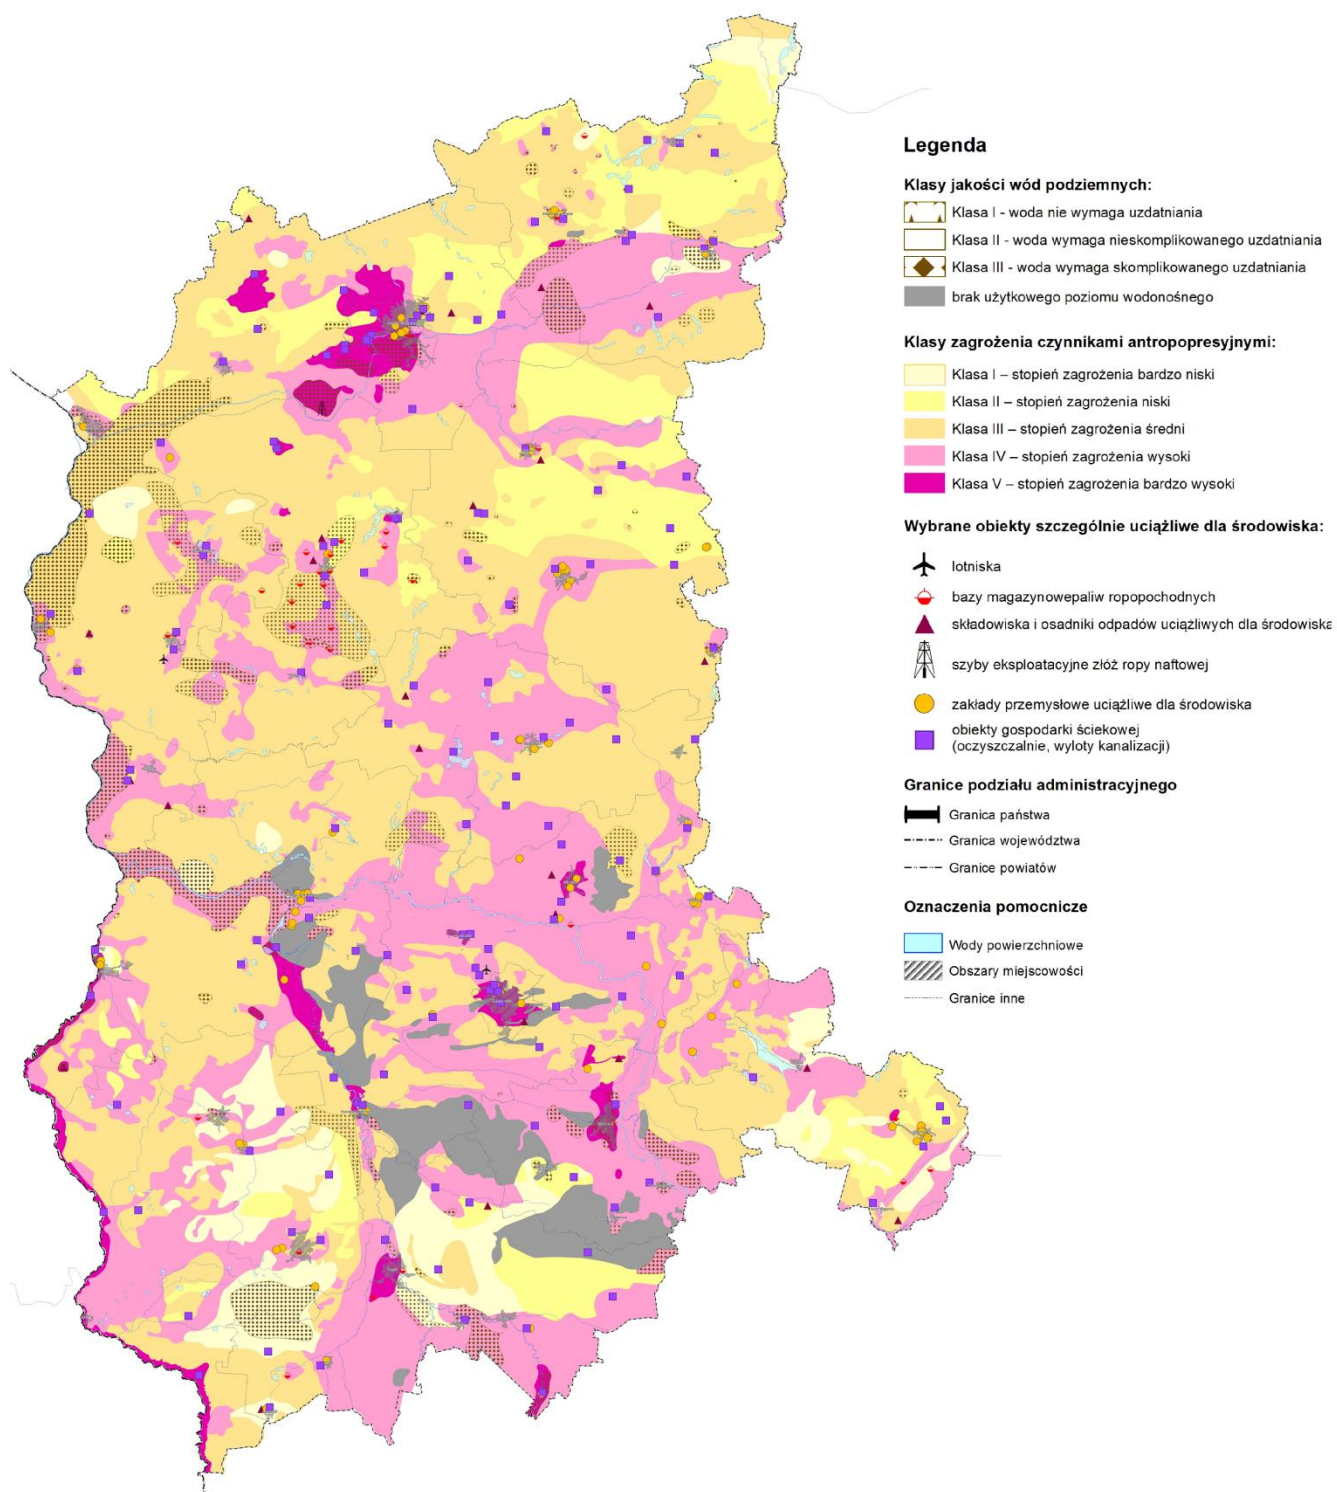 Legenda
Klasy jakości wód podziemnych:
Klasa I - woda nie wymaga uzdatniania
Klasa II - woda wymaga nieskomplikowanego uzdatniania
Klasa III - woda wymaga skomplikowanego uzdatniania
brak użytkowego poziomu wodonośnego
Klasy zagrożenia czynnikami antropopresyjnymi:
Klasa I – stopień zagrożenia bardzo niski
Klasa II – stopień zagrożenia niski
Klasa III – stopień zagrożenia średni
Klasa IV – stopień zagrożenia wysoki
Klasa V – stopień zagrożenia bardzo wysoki
Wybrane obiekty szczególnie uciążliwe dla środowiska:
lotniska
bazy magazynowepaliw ropopochodnych
składowiska i osadniki odpadów uciążliwych dla środowiska
szyby eksploatacyjne złóż ropy naftowej
zakłady przemysłowe uciążliwe dla środowiska
obiekty gospodarki ściekowej
(oczyszczalnie, wyloty kanalizacji)
Granice podziału administracyjnego
Granica państwa
Granica województwa
Granice powiatów
Oznaczenia pomocnicze
Wody powierzchniowe
Obszary miejscowości
Granice inne